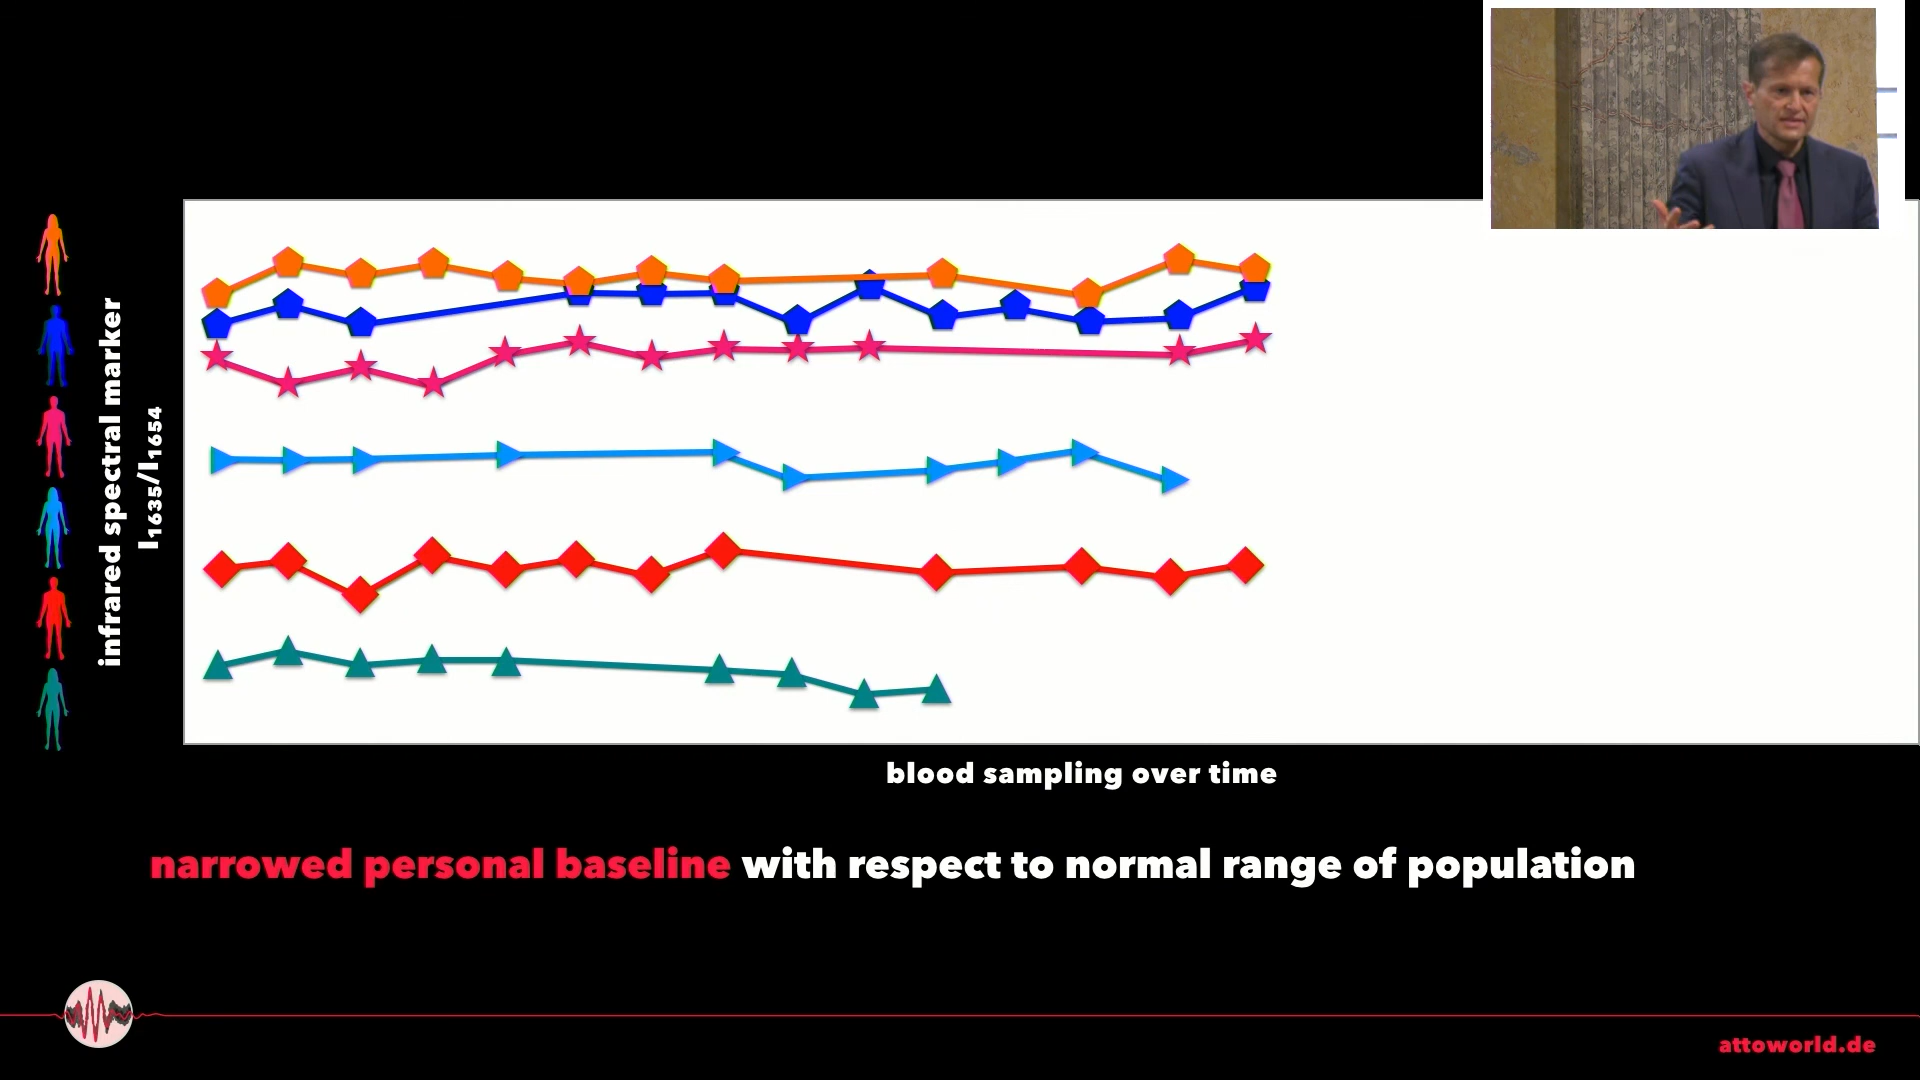 infrared spectral marker
I1635/I1654
blood sampling over time
narrowed personal baseline with respect to normal range of population
attoworld.de